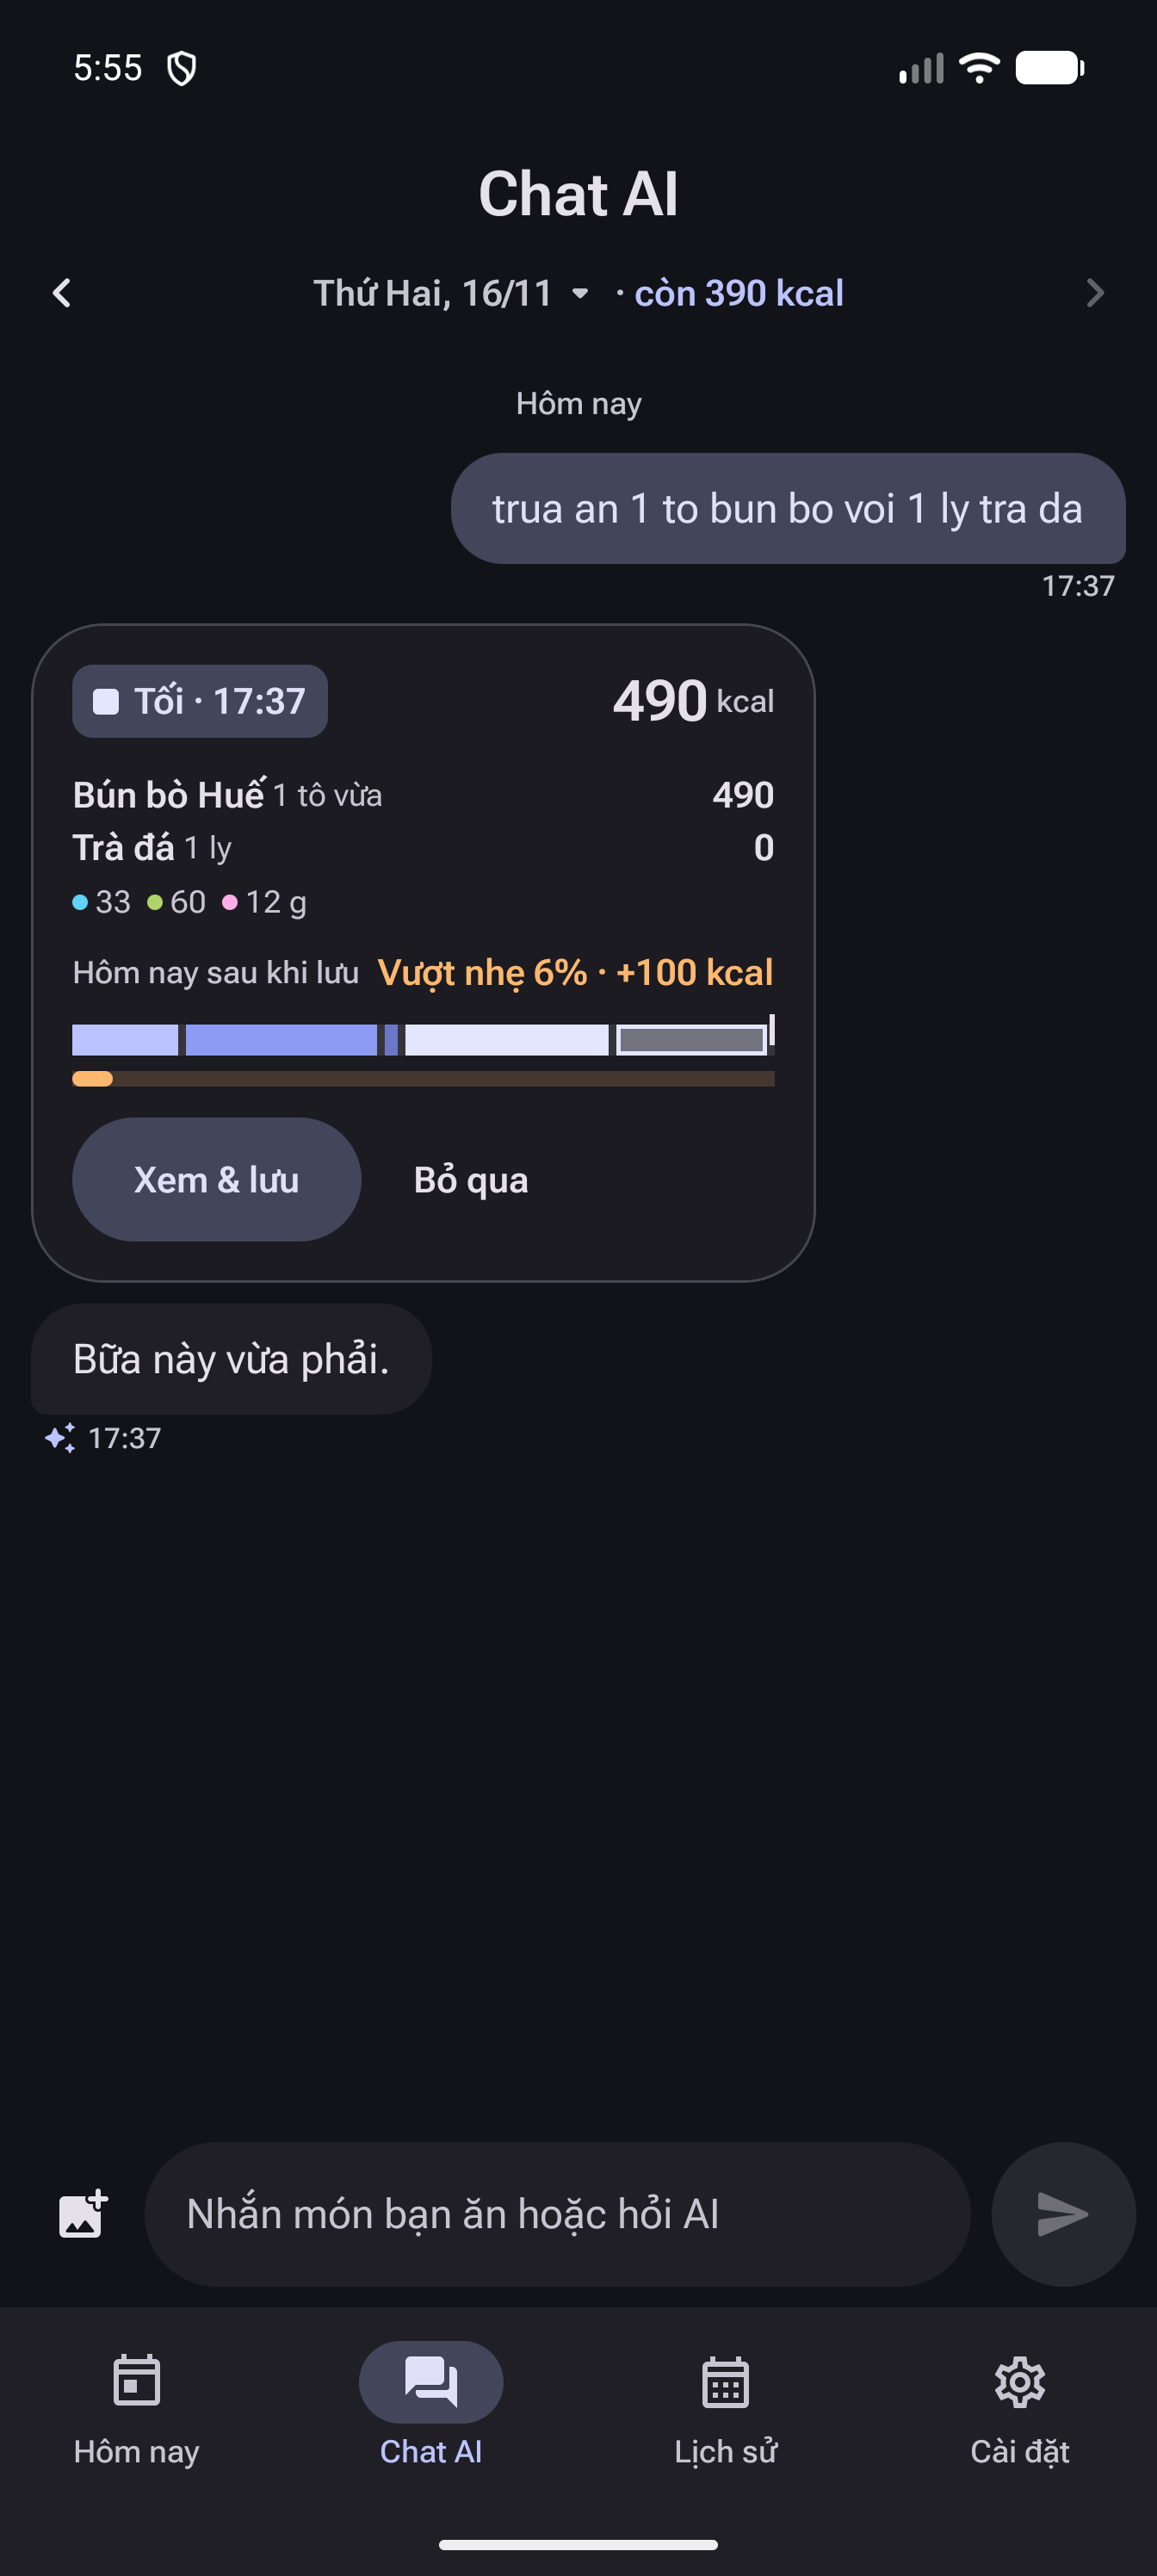 5:55
Chat AI
Thứ Hai, 16/11 · còn 390 kcal
Hôm nay
trua an 1 to bun bo voi 1 ly tra da
17:37
Tối · 17:37
490 kcal
Bún bò Huế 1 tô vừa 490
Trà đá 1 ly 0
33 60 12 g
Hôm nay sau khi lưu Vượt nhẹ 6% · +100 kcal
Xem & lưu
Bỏ qua
Bữa này vừa phải.
17:37
Nhắn món bạn ăn hoặc hỏi AI
Hôm nay
Chat AI
Lịch sử
Cài đặt